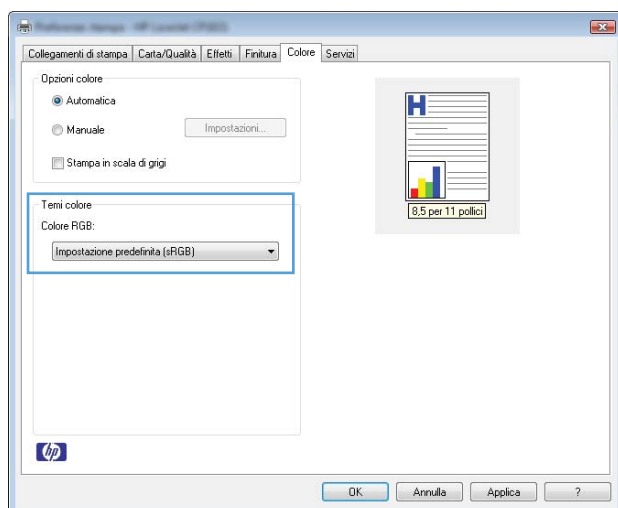 Collegamenti di stampa Carta/Qualità Effetti Finitura Colore Servizi
Opzioni colore
Automatica
Manuale Impostazioni...
Stampa in scala di grigi
H
8,5 per 11 pollici
Temi colore
Colore RGB:
Impostazione predefinita (sRGB)
hp
OK Annulla Applica ?